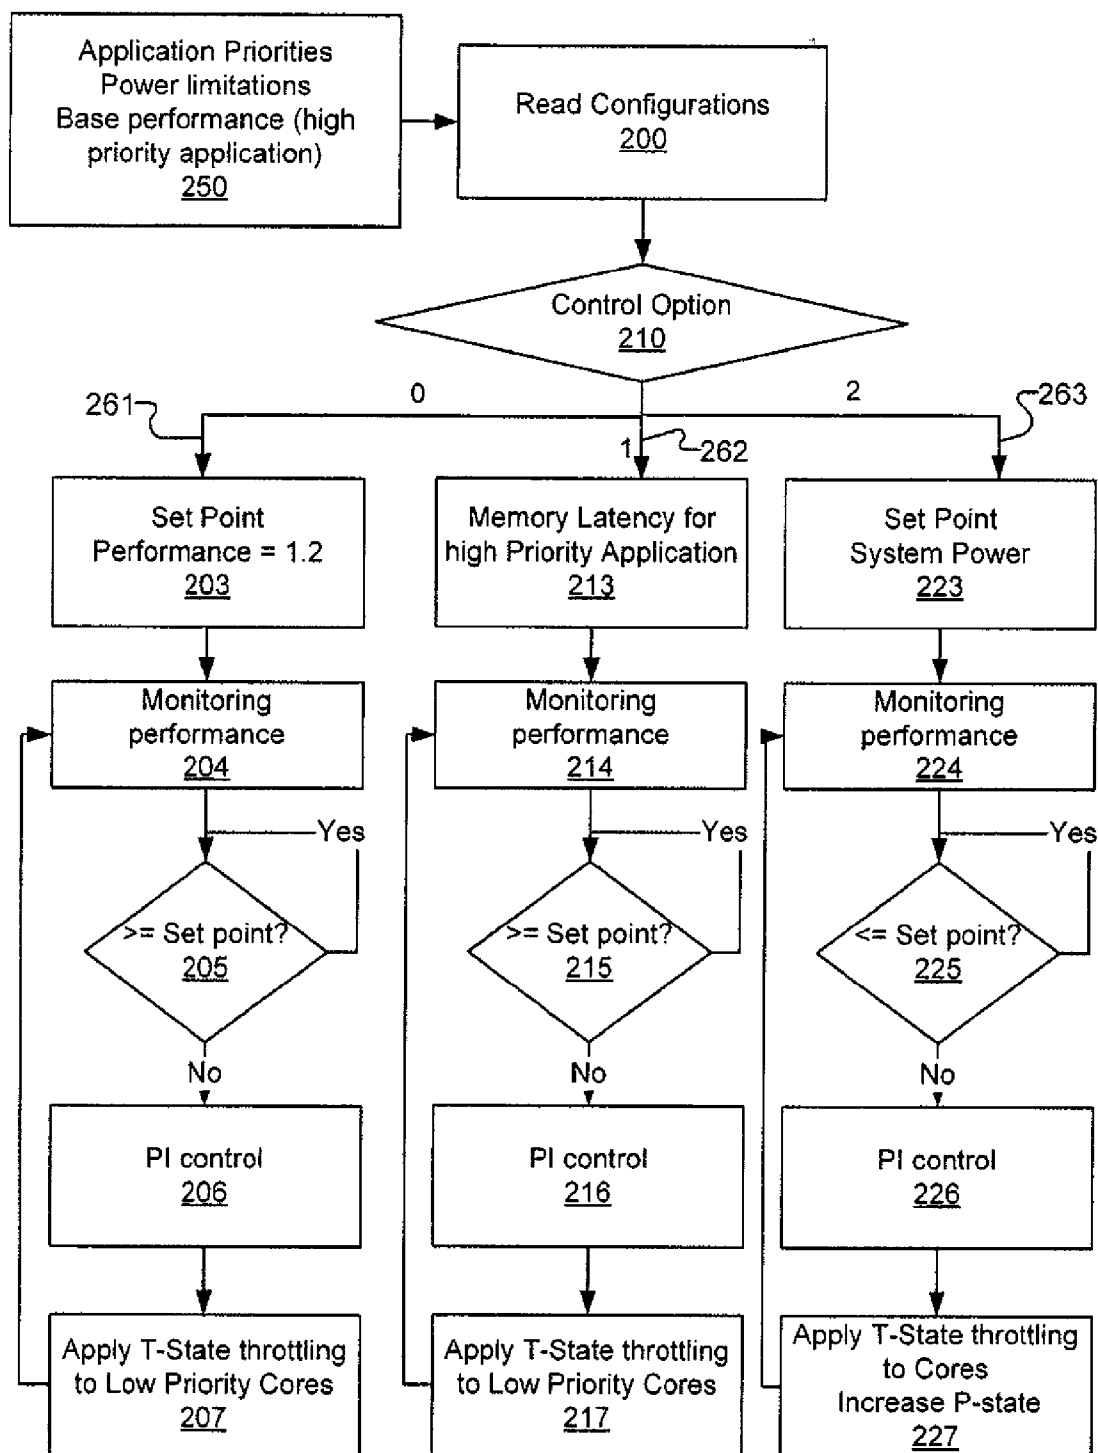 Application Priorities
Power limitations
Base performance (high
priority application)
250
Read Configurations
200
Control Option
210
261
0
2
263
1
262
Set Point
Performance = 1.2
203
Memory Latency for
high Priority Application
213
Set Point
System Power
223
Monitoring
performance
204
Monitoring
performance
214
Monitoring
performance
224
Yes
Yes
Yes
>= Set point?
205
>= Set point?
215
<= Set point?
225
No
No
No
PI control
206
PI control
216
PI control
226
Apply T-State throttling
to Low Priority Cores
207
Apply T-State throttling
to Low Priority Cores
217
Apply T-State throttling
to Cores
Increase P-state
227